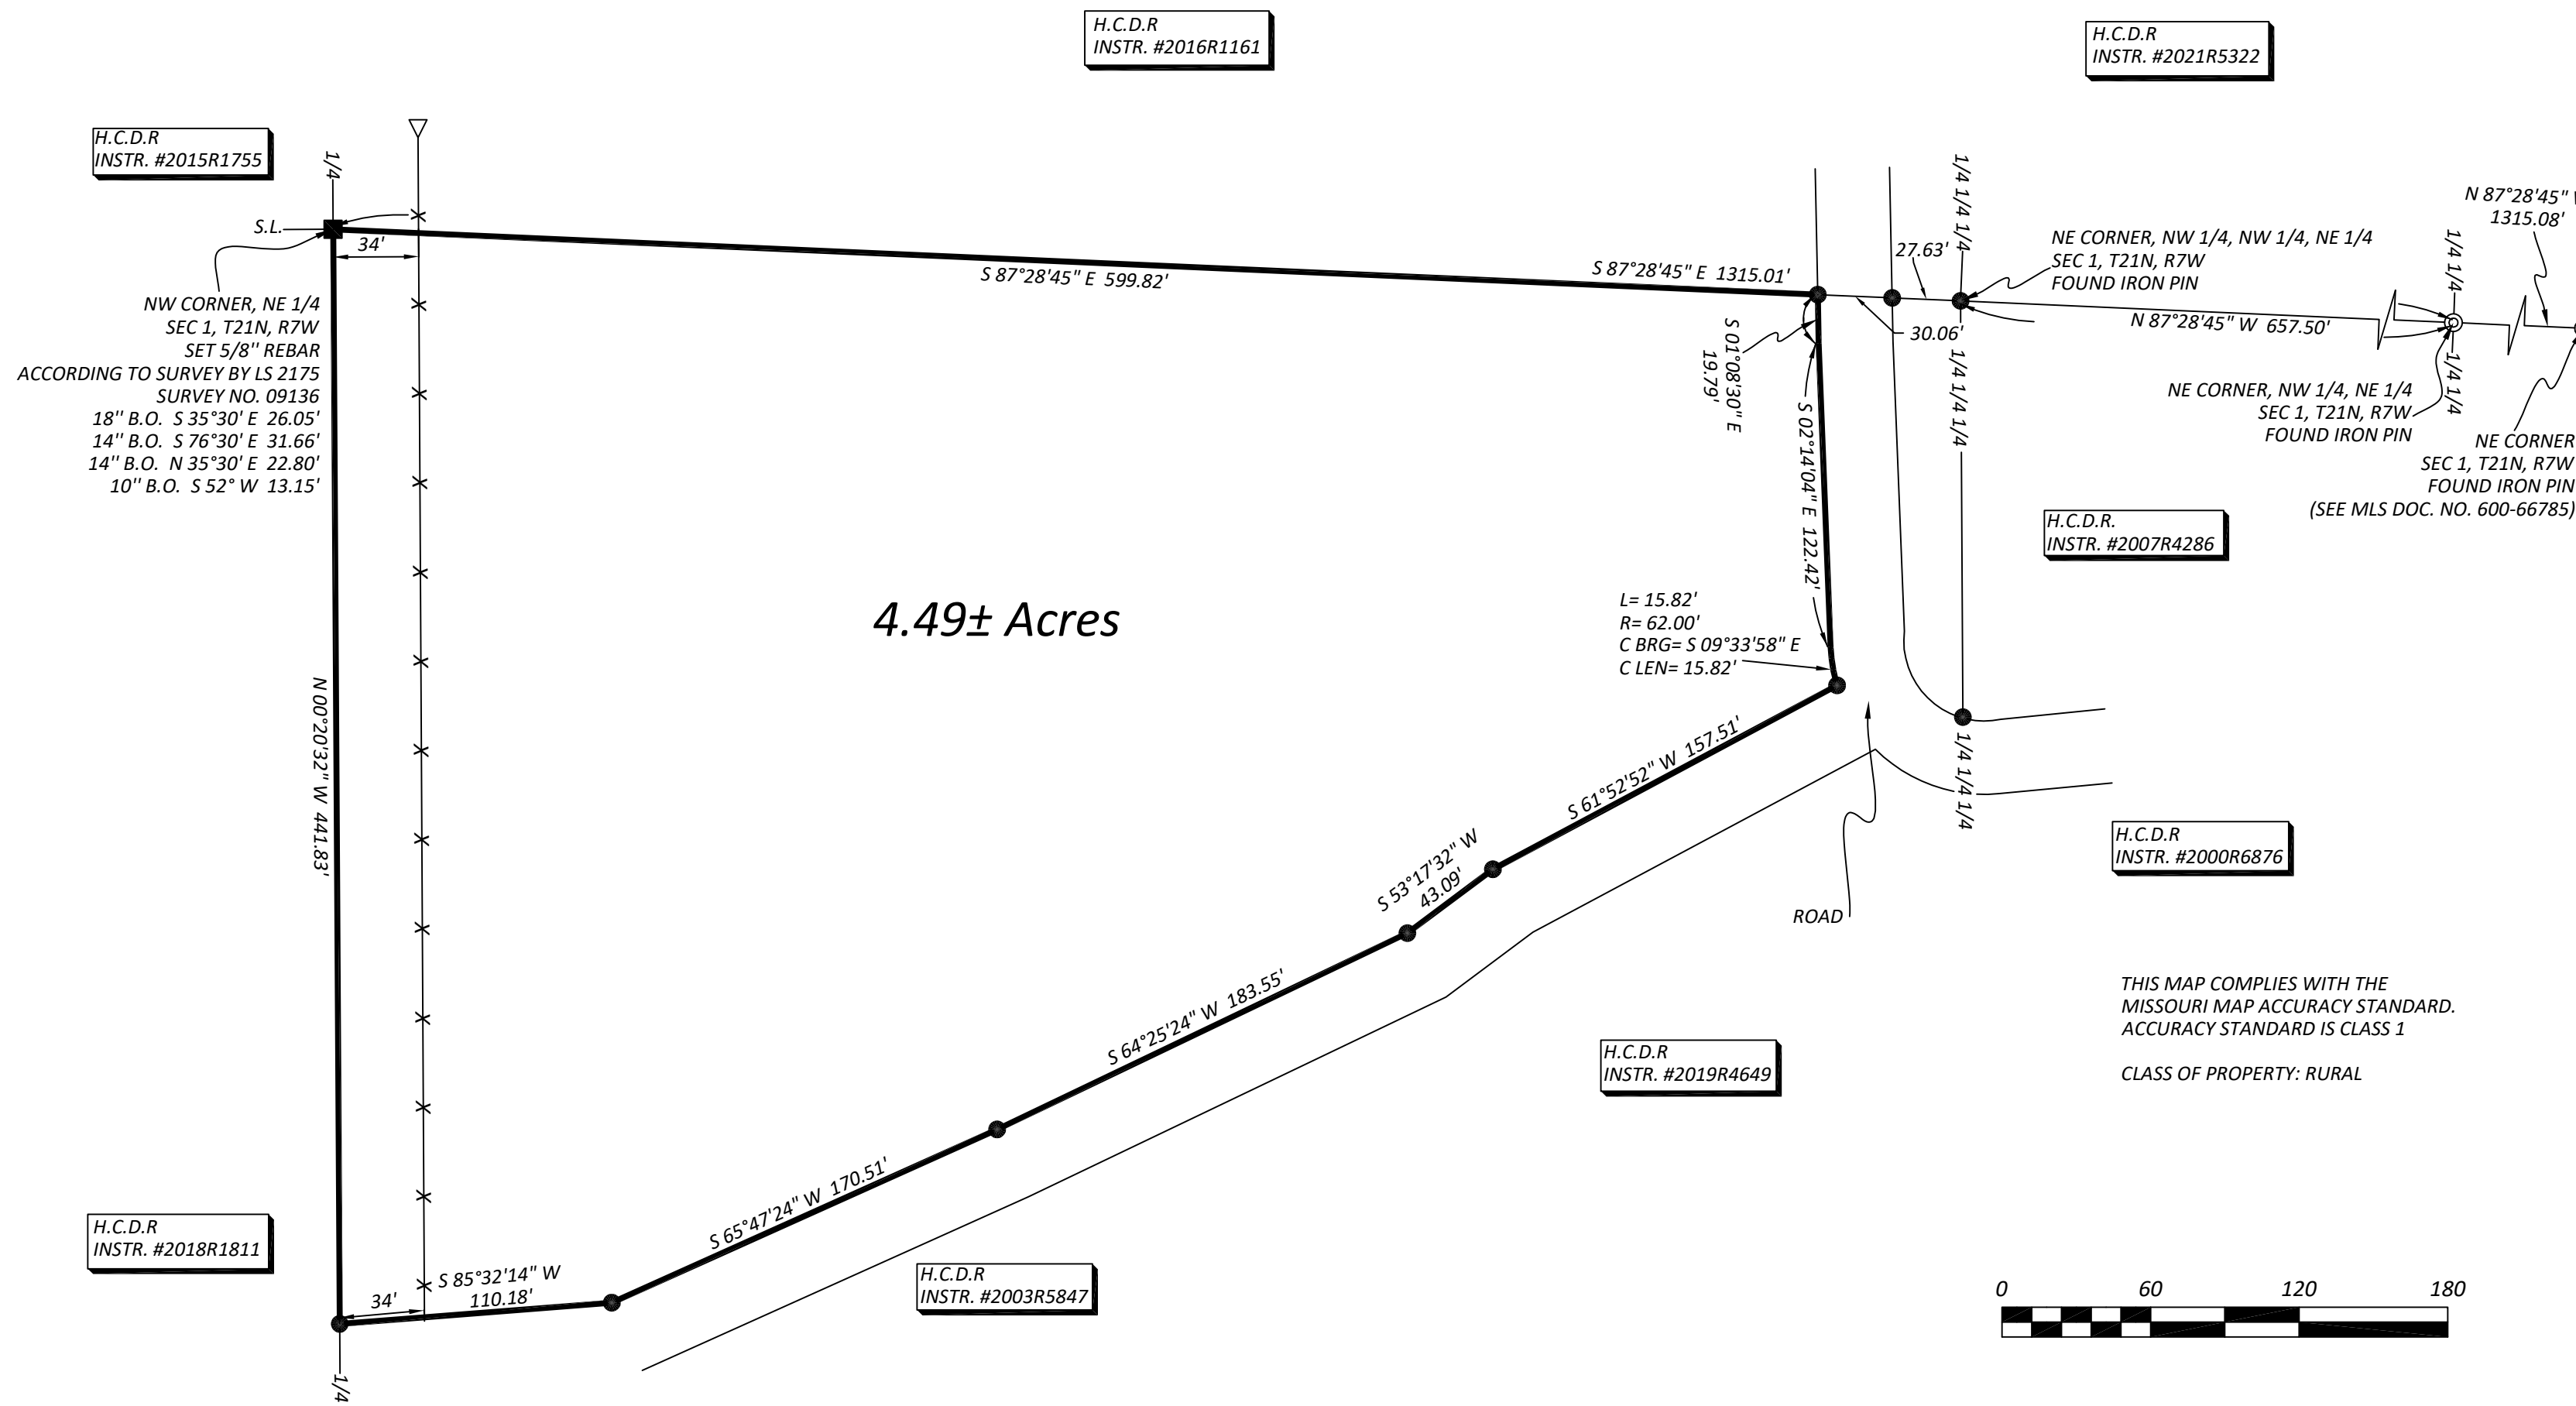 H.C.D.R
INSTR. #2016R1161
H.C.D.R
INSTR. #2021R5322
H.C.D.R
INSTR. #2015R1755
1/4
S.L.
34'
NW CORNER, NE 1/4
SEC 1, T21N, R7W
SET 5/8" REBAR
ACCORDING TO SURVEY BY LS 2175
SURVEY NO. 09136
18" B.O. S 35°30' E 26.05'
14" B.O. S 76°30' E 31.66'
14" B.O. N 35°30' E 22.80'
10" B.O. S 52° W 13.15'
S 87°28'45" E 599.82'
S 87°28'45" E 1315.01'
27.63'
30.06'
1/4 1/4 1/4
NE CORNER, NW 1/4, NW 1/4, NE 1/4
SEC 1, T21N, R7W
FOUND IRON PIN
N 87°28'45" W 657.50'
1/4 1/4
N 87°28'45"
1315.08'
1/4 1/4
NE CORNER, NW 1/4, NE 1/4
SEC 1, T21N, R7W
FOUND IRON PIN
NE CORNER
SEC 1, T21N, R7W
FOUND IRON PIN
(SEE MLS DOC. NO. 600-66785)
S 01°08'30" E
19.79'
S 02°14'04" E 122.42'
1/4 1/4 1/4
H.C.D.R.
INSTR. #2007R4286
4.49± Acres
L= 15.82'
R= 62.00'
C BRG= S 09°33'58" E
C LEN= 15.82'
N 00°20'32" W 441.83'
S 61°52'52" W 157.51'
1/4 1/4 1/4
S 53°17'32" W
43.09'
ROAD
H.C.D.R
INSTR. #2000R6876
S 64°25'24" W 183.55'
THIS MAP COMPLIES WITH THE
MISSOURI MAP ACCURACY STANDARD.
ACCURACY STANDARD IS CLASS 1
CLASS OF PROPERTY: RURAL
H.C.D.R
INSTR. #2019R4649
S 65°47'24" W 170.51'
H.C.D.R
INSTR. #2018R1811
S 85°32'14" W
110.18'
34'
H.C.D.R
INSTR. #2003R5847
0 60 120 180
1/4